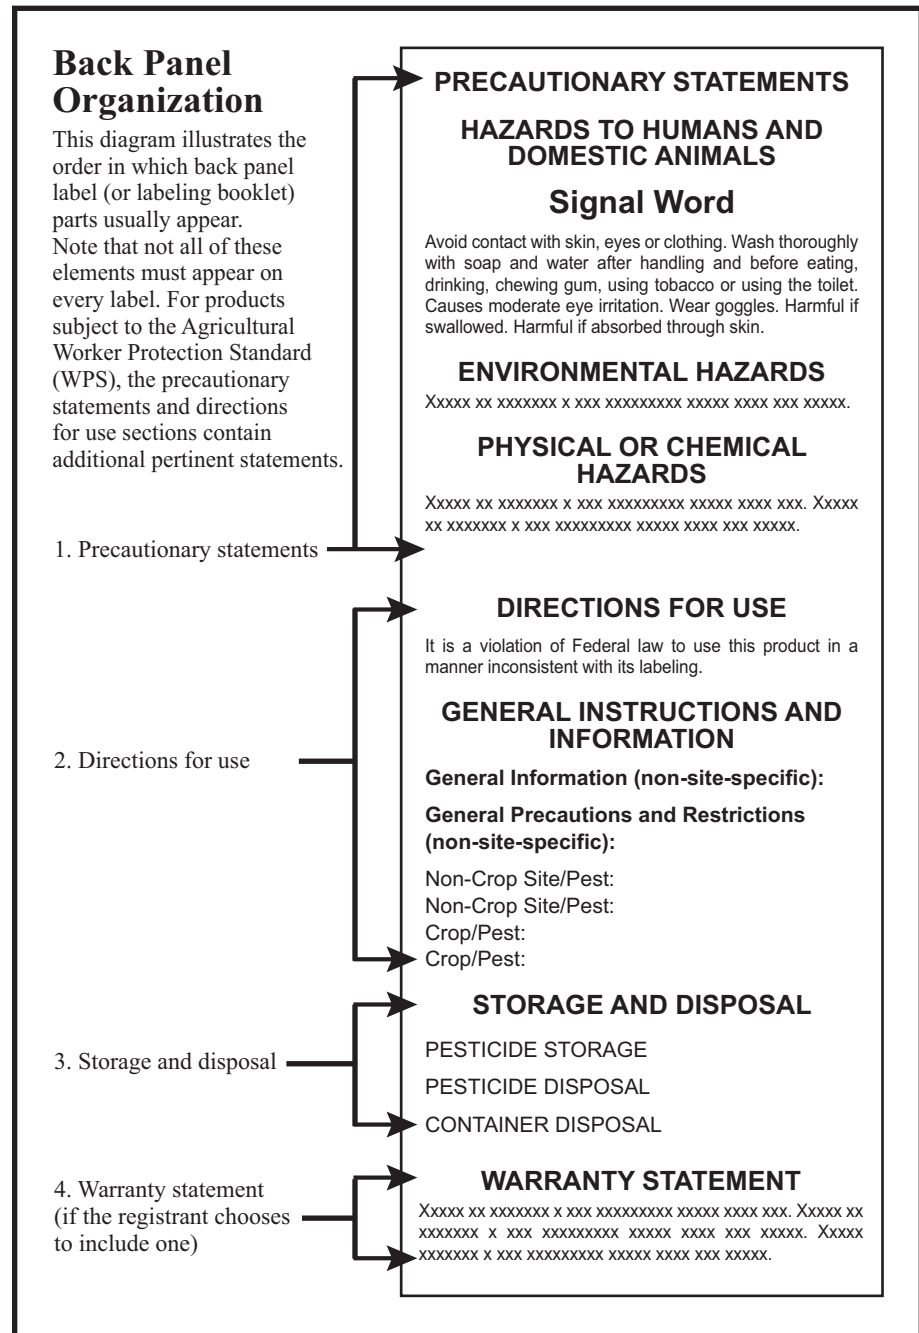 Back Panel
Organization
This diagram illustrates the
order in which back panel
label (or labeling booklet)
parts usually appear.
Note that not all of these
elements must appear on
every label. For products
subject to the Agricultural
Worker Protection Standard
(WPS), the precautionary
statements and directions
for use sections contain
additional pertinent statements.
1. Precautionary statements
2. Directions for use
3. Storage and disposal
4. Warranty statement
(if the registrant chooses
to include one)
PRECAUTIONARY STATEMENTS
HAZARDS TO HUMANS AND
DOMESTIC ANIMALS
Signal Word
Avoid contact with skin, eyes or clothing. Wash thoroughly
with soap and water after handling and before eating,
drinking, chewing gum, using tobacco or using the toilet.
Causes moderate eye irritation. Wear goggles. Harmful if
swallowed. Harmful if absorbed through skin.
ENVIRONMENTAL HAZARDS
Xxxxx xx xxxxxxx x xxx xxxxxxxxx xxxxx xxxx xxx xxxxx.
PHYSICAL OR CHEMICAL
HAZARDS
Xxxxx xx xxxxxxx x xxx xxxxxxxxx xxxxx xxxx xxx. Xxxxx
xx xxxxxxx x xxx xxxxxxxxx xxxxx xxxx xxx xxxxx.
DIRECTIONS FOR USE
It is a violation of Federal law to use this product in a
manner inconsistent with its labeling.
GENERAL INSTRUCTIONS AND
INFORMATION
General Information (non-site-specific):
General Precautions and Restrictions
(non-site-specific):
Non-Crop Site/Pest:
Non-Crop Site/Pest:
Crop/Pest:
Crop/Pest:
STORAGE AND DISPOSAL
PESTICIDE STORAGE
PESTICIDE DISPOSAL
CONTAINER DISPOSAL
WARRANTY STATEMENT
Xxxxx xx xxxxxxx x xxx xxxxxxxxx xxxxx xxxx xxx. Xxxxx xx
xxxxxxx x xxx xxxxxxxxx xxxxx xxxx xxx xxxxx. Xxxxx
xxxxxxx x xxx xxxxxxxxx xxxxx xxxx xxx xxxxx.